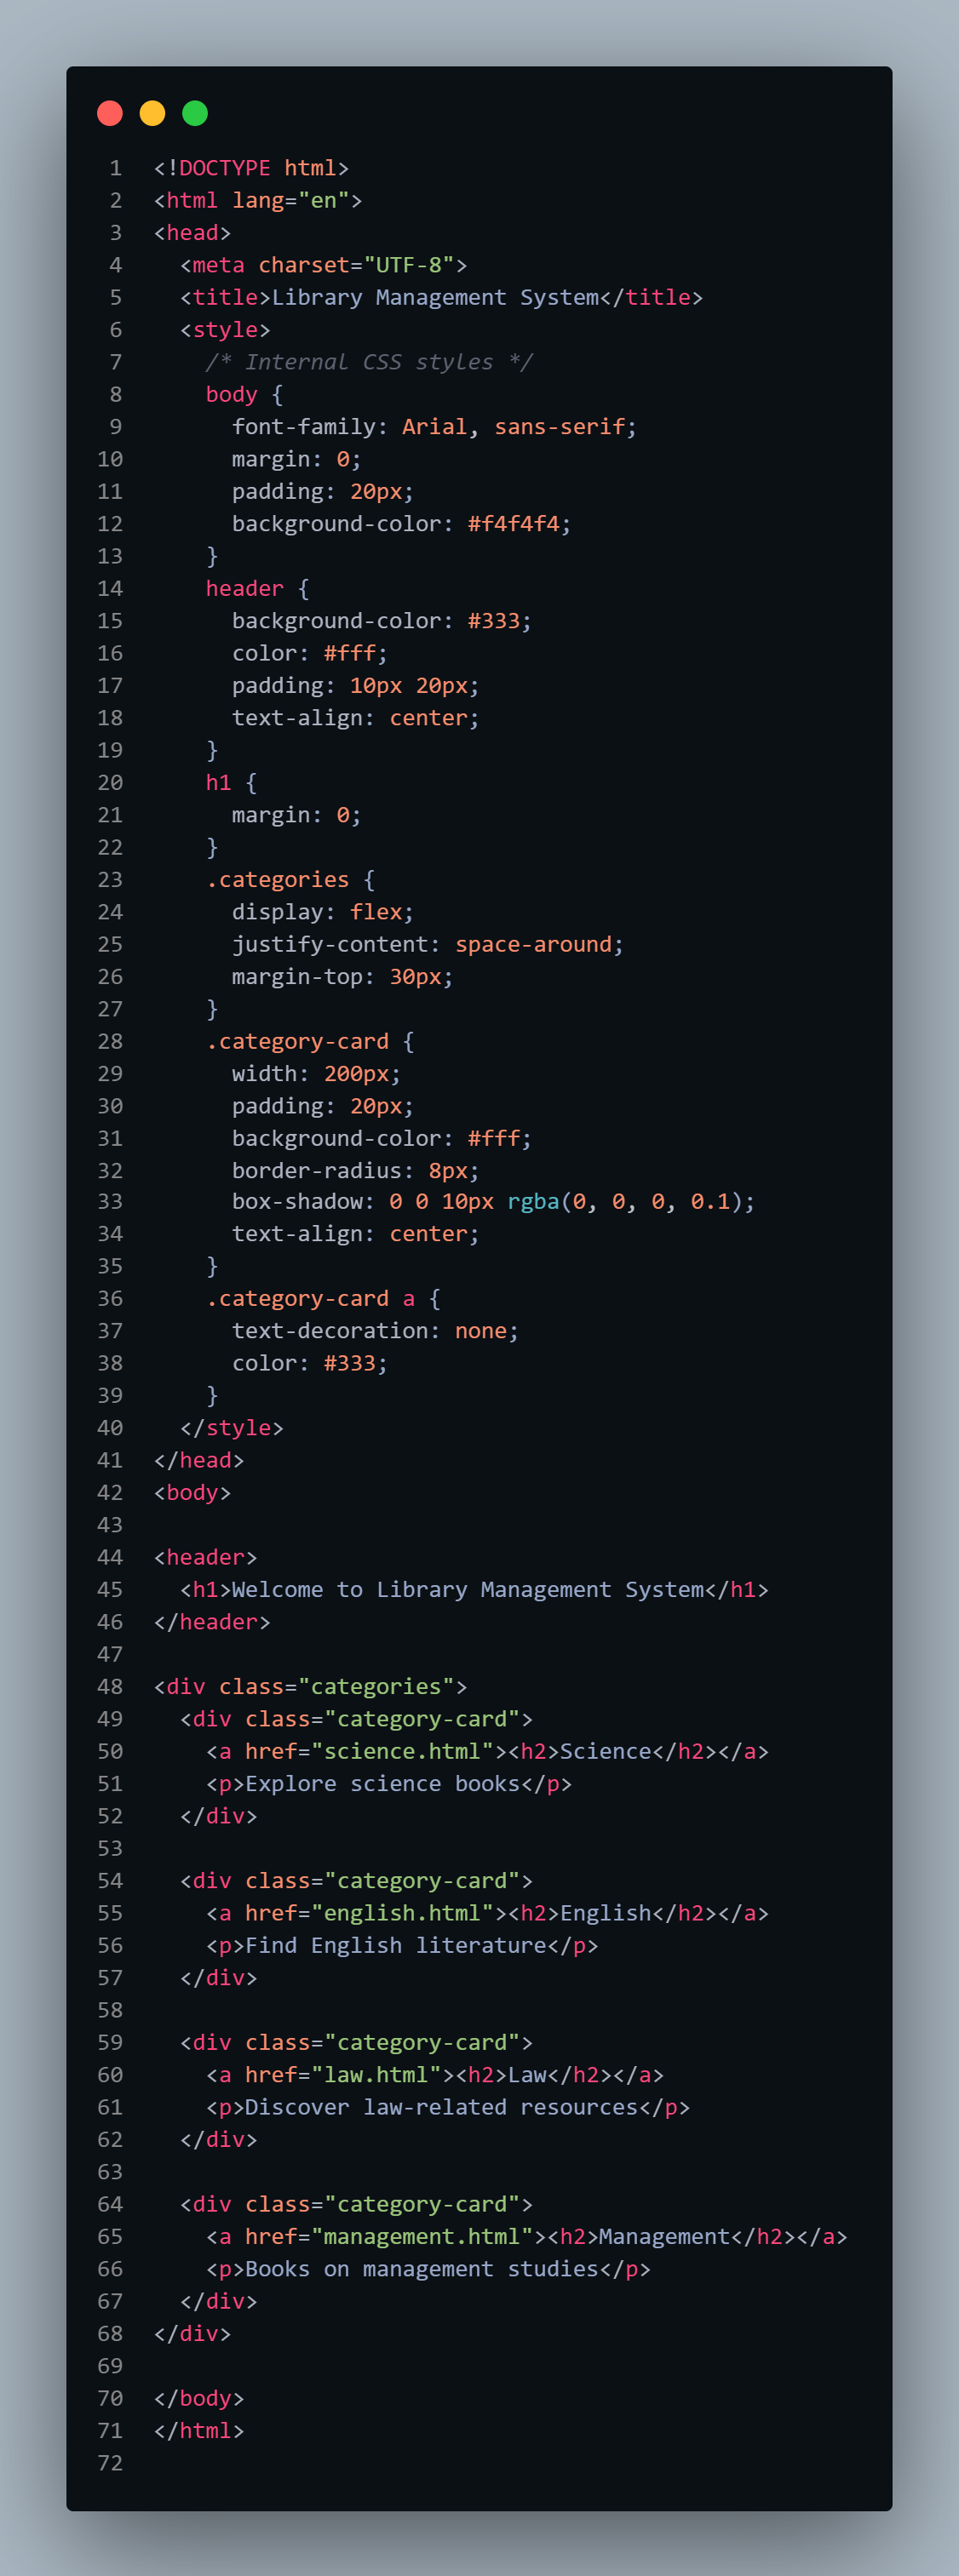 1 <!DOCTYPE html>
2 <html lang="en">
3 <head>
4   <meta charset="UTF-8">
5   <title>Library Management System</title>
6   <style>
7     /* Internal CSS styles */
8     body {
9       font-family: Arial, sans-serif;
10       margin: 0;
11       padding: 20px;
12       background-color: #f4f4f4;
13     }
14     header {
15       background-color: #333;
16       color: #fff;
17       padding: 10px 20px;
18       text-align: center;
19     }
20     h1 {
21       margin: 0;
22     }
23     .categories {
24       display: flex;
25       justify-content: space-around;
26       margin-top: 30px;
27     }
28     .category-card {
29       width: 200px;
30       padding: 20px;
31       background-color: #fff;
32       border-radius: 8px;
33       box-shadow: 0 0 10px rgba(0, 0, 0, 0.1);
34       text-align: center;
35     }
36     .category-card a {
37       text-decoration: none;
38       color: #333;
39     }
40   </style>
41 </head>
42 <body>
43
44 <header>
45   <h1>Welcome to Library Management System</h1>
46 </header>
47
48 <div class="categories">
49   <div class="category-card">
50     <a href="science.html"><h2>Science</h2></a>
51     <p>Explore science books</p>
52   </div>
53
54   <div class="category-card">
55     <a href="english.html"><h2>English</h2></a>
56     <p>Find English literature</p>
57   </div>
58
59   <div class="category-card">
60     <a href="law.html"><h2>Law</h2></a>
61     <p>Discover law-related resources</p>
62   </div>
63
64   <div class="category-card">
65     <a href="management.html"><h2>Management</h2></a>
66     <p>Books on management studies</p>
67   </div>
68 </div>
69
70 </body>
71 </html>
72